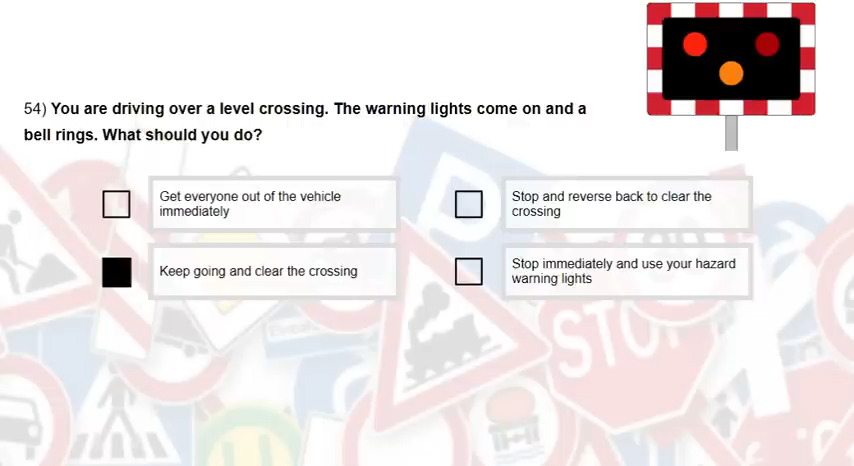 54) You are driving over a level crossing. The warning lights come on and a
bell rings. What should you do?
Get everyone out of the vehicle
immediately
Stop and reverse back to clear the
crossing
Keep going and clear the crossing
Stop immediately and use your hazard
warning lights
STOP